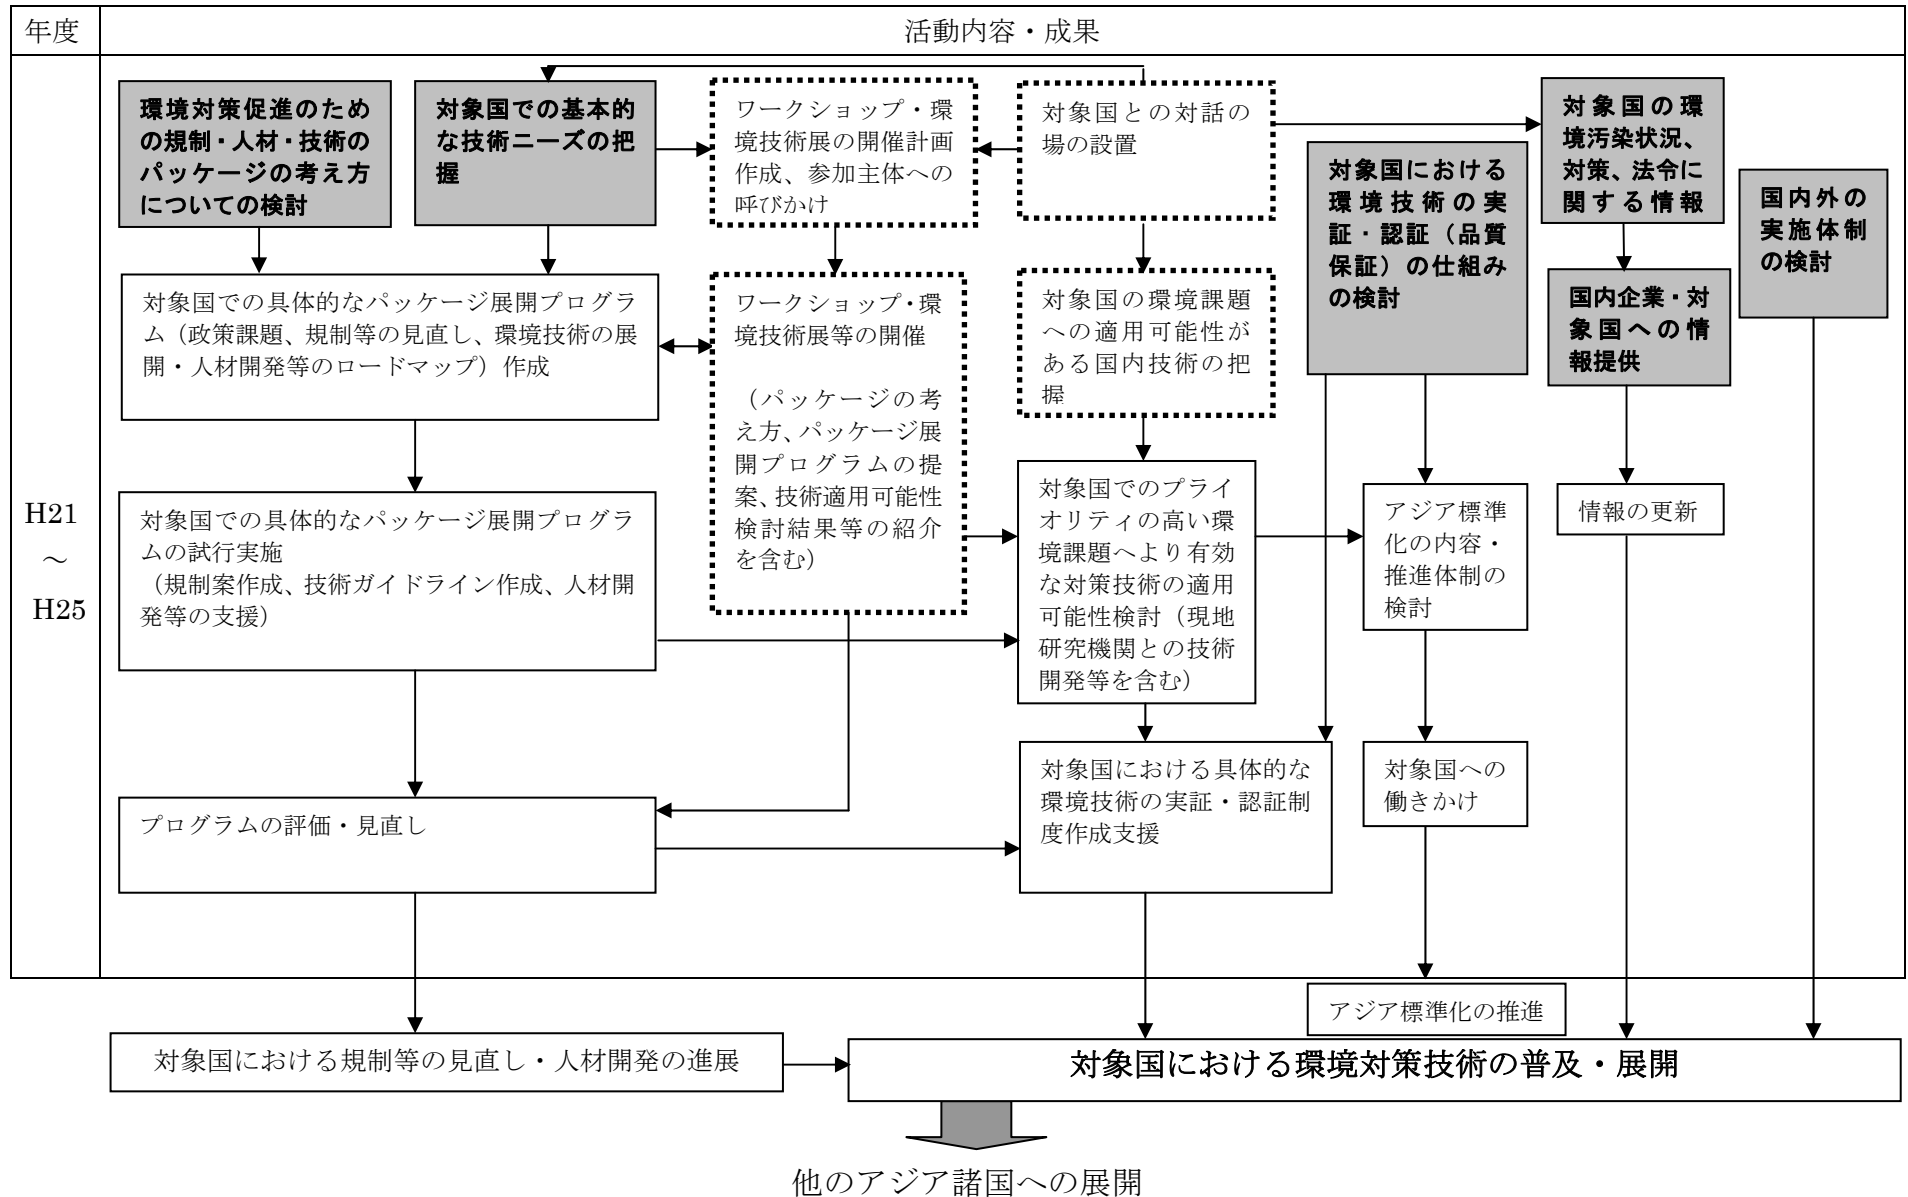 年度
活動内容・成果
H21
～
H25
環境対策促進のため
の規制・人材・技術の
パッケージの考え方
についての検討
対象国での基本的
な技術ニーズの把
握
ワークショップ・環
境技術展の開催計画
作成、参加主体への
呼びかけ
対象国との対話の
場の設置
対象国における
環境技術の実
証・認証（品質
保証）の仕組み
の検討
対象国の環
境汚染状況、
対策、法令に
関する情報
国内外の
実施体制
の検討
対象国での具体的なパッケージ展開プログラ
ム（政策課題、規制等の見直し、環境技術の展
開・人材開発等のロードマップ）作成
ワークショップ・環
境技術展等の開催
（パッケージの考
え方、パッケージ展
開プログラムの提
案、技術適用可能性
検討結果等の紹介
を含む）
対象国の環境課題
への適用可能性が
ある国内技術の把
握
国内企業・対
象国への情
報提供
対象国での具体的なパッケージ展開プログラ
ムの試行実施
（規制案作成、技術ガイドライン作成、人材開
発等の支援）
対象国でのプライ
オリティの高い環
境課題へより有効
な対策技術の適用
可能性検討（現地
研究機関との技術
開発等を含む）
アジア標準
化の内容・
推進体制の
検討
情報の更新
プログラムの評価・見直し
対象国における具体的な
環境技術の実証・認証制
度作成支援
対象国への
働きかけ
アジア標準化の推進
対象国における規制等の見直し・人材開発の進展
対象国における環境対策技術の普及・展開
他のアジア諸国への展開